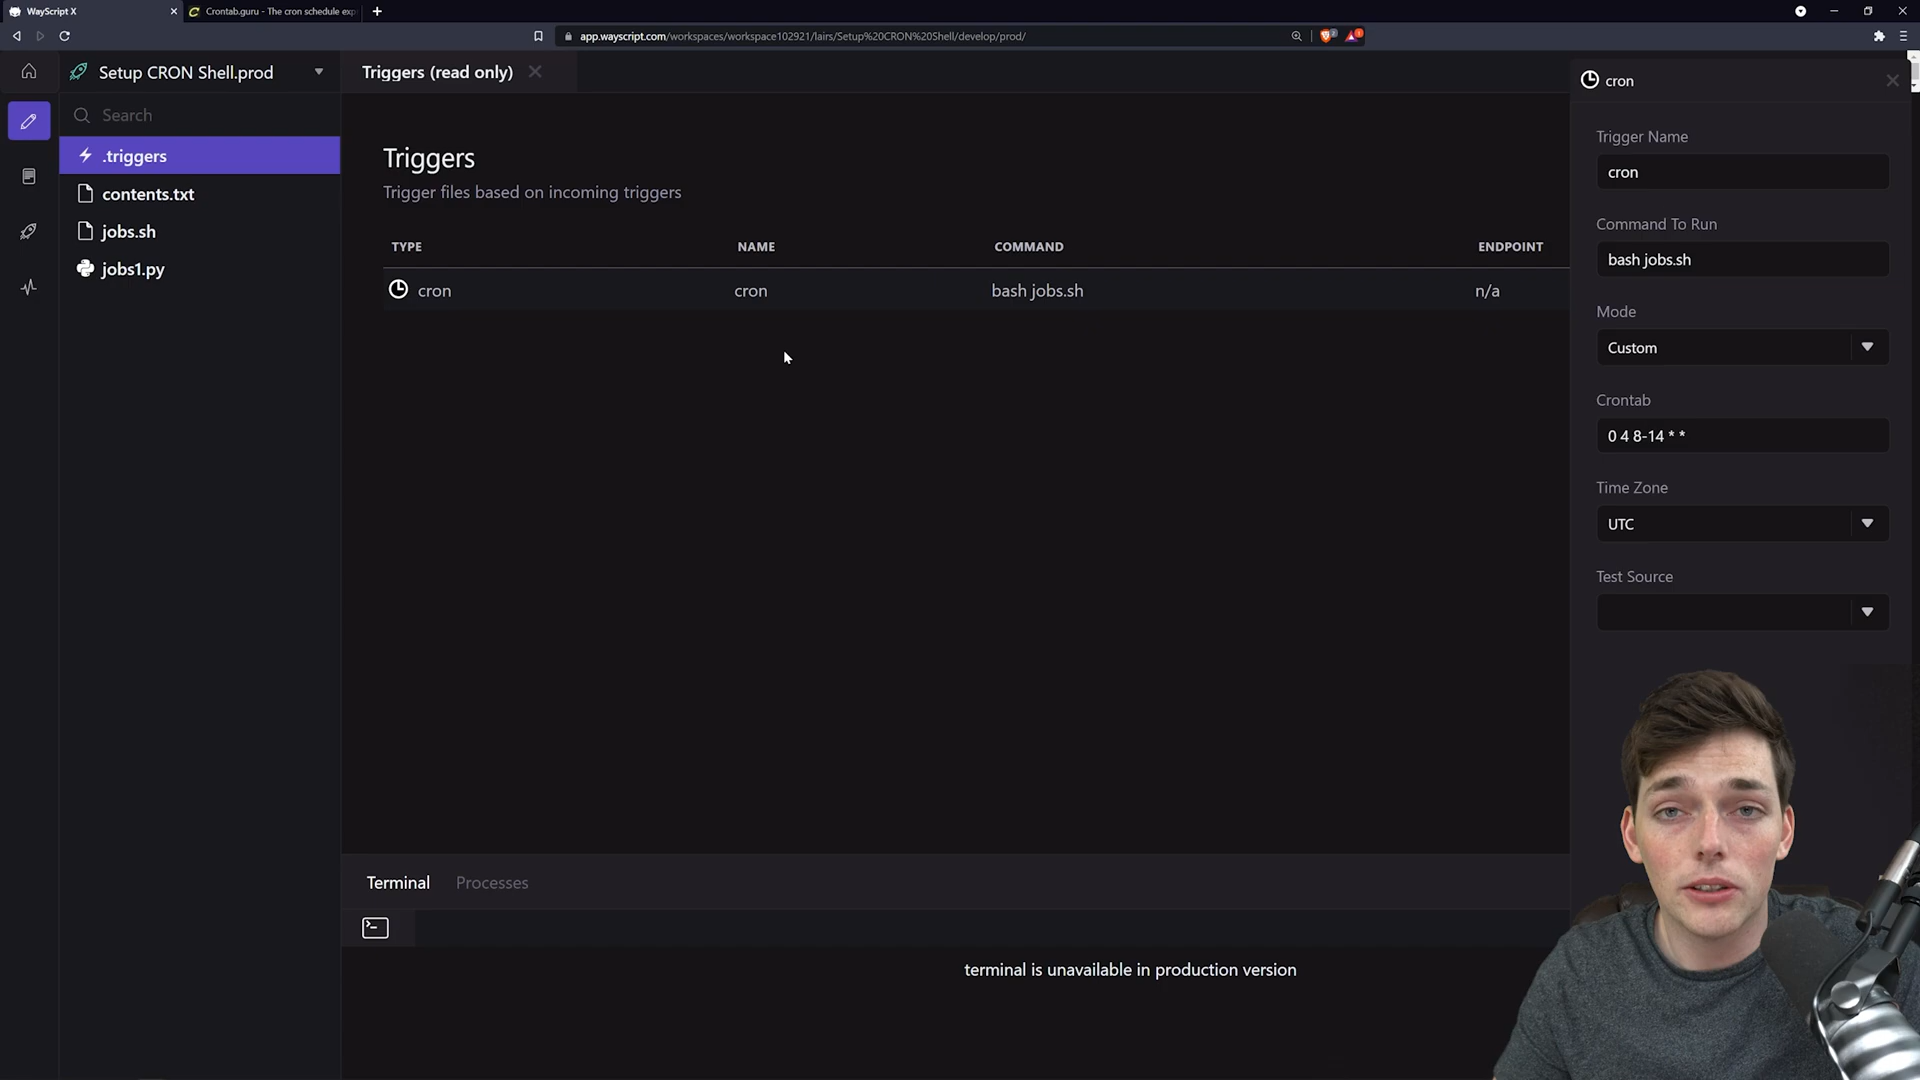 WayScript X
Crontab.guru - The cron schedule exp
app.wayscript.com/workspaces/workspace102921/lairs/Setup%20CRON%20Shell/develop/prod/
Setup CRON Shell.prod
Triggers (read only)
cron
Search
.triggers
contents.txt
jobs.sh
jobs1.py
Triggers
Trigger files based on incoming triggers
TYPE NAME COMMAND ENDPOINT
cron cron bash jobs.sh n/a
Trigger Name
cron
Command To Run
bash jobs.sh
Mode
Custom
Crontab
0 4 8-14 * *
Time Zone
UTC
Test Source
Terminal Processes
terminal is unavailable in production version